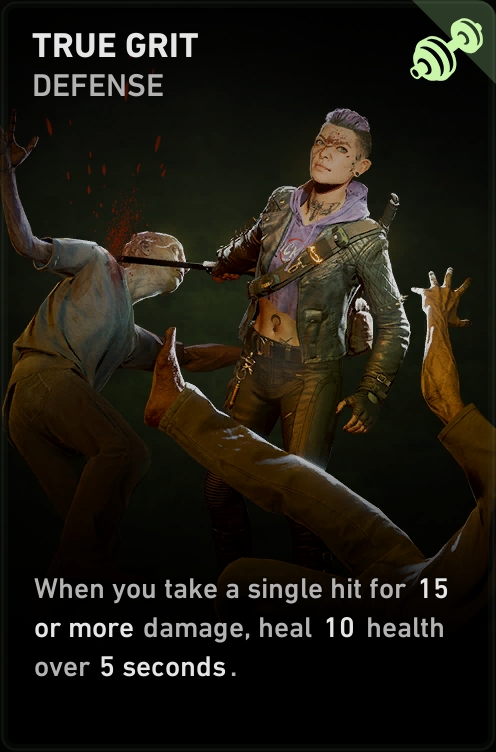 TRUE GRIT
DEFENSE
When you take a single hit for 15
or more damage, heal 10 health
over 5 seconds.